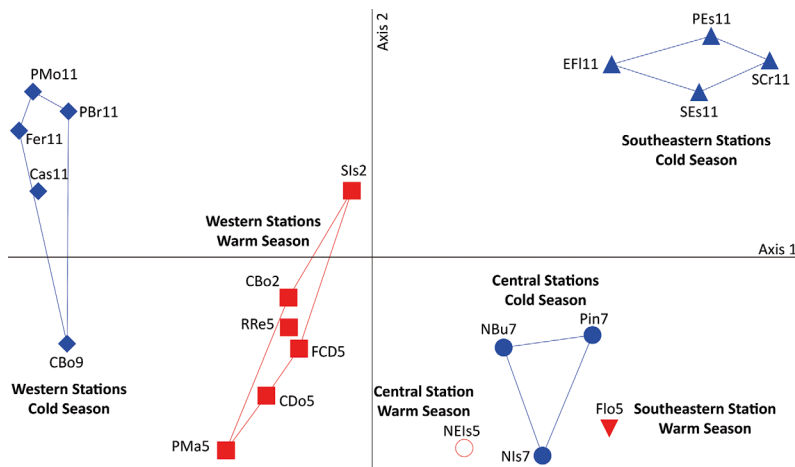 Axis 2
PEs11
EFl11
SCr11
SEs11
Southeastern Stations
Cold Season
PMo11
PBr11
Fer11
Cas11
SIs2
Western Stations
Warm Season
Axis 1
CBo2
RRe5
FCD5
CDo5
PMa5
CBo9
Western Stations
Cold Season
Central Stations
Cold Season
NBu7
Pin7
NIs7
Central Station
Warm Season
NEIs5
Flo5
Southeastern Station
Warm Season